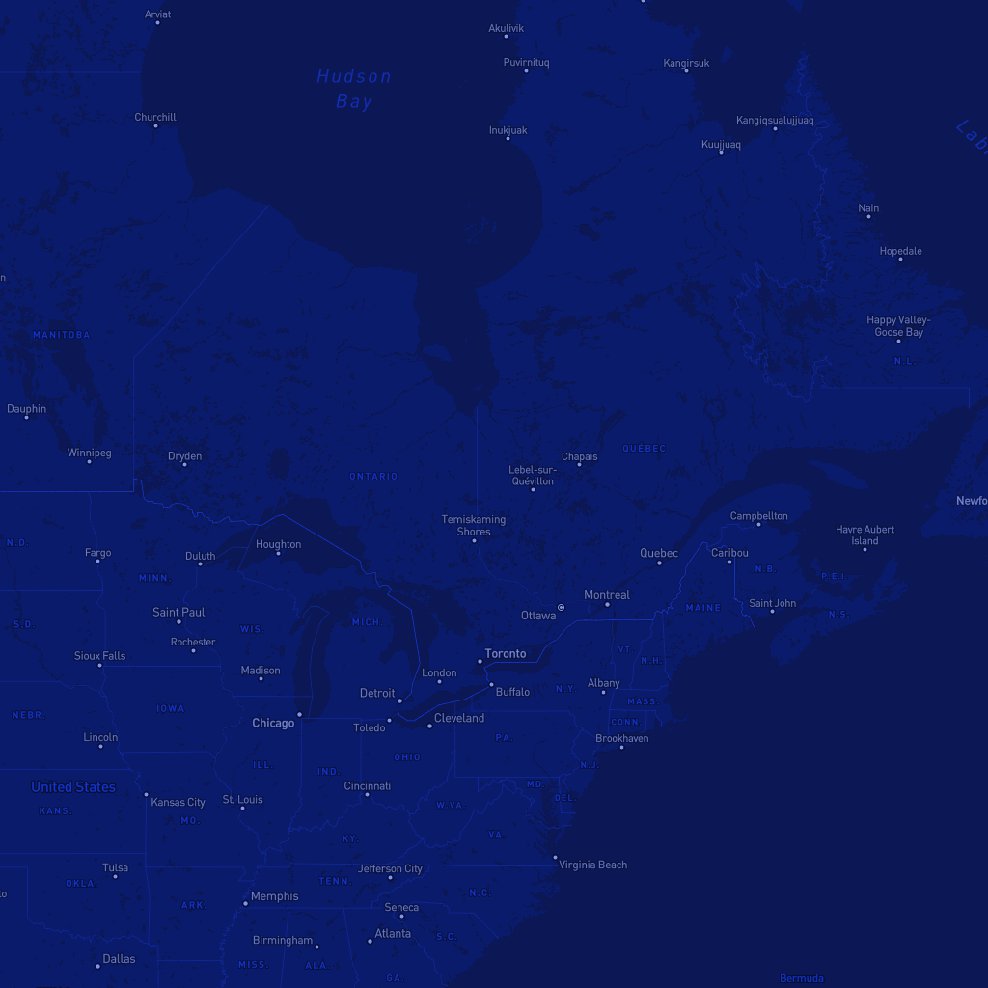 Arviat
Akulivik
Puvirnituq
Kangirsuk
Hudson
Bay
Churchill
Inukjuak
Kangiqsualujjuaq
Kuujjuaq
Nain
Hopedale
Happy Valley-
Goose Bay
N.L.
MANITOBA
Dauphin
Winnipeg
Dryden
ONTARIO
QUÉBEC
Chapais
Lebel-sur-
Quévillon
Temiskaming
Shores
Campbellton
Newfo
Havre Aubert
Island
N.D.
Fargo
Duluth
Houghton
Quebec
Caribou
MINN.
N.B.
P.E.I.
Ottawa
Montreal
MAINE
Saint John
N.S.
S.D.
Saint Paul
WIS.
MICH.
Rochester
Sioux Falls
Madison
London
Toronto
VT.
N.H.
Detroit
Buffalo
N.Y.
Albany
MASS.
NEBR.
IOWA
Chicago
Toledo
Cleveland
CONN.
Lincoln
PA.
Brookhaven
ILL.
IND.
OHIO
N.J.
United States
Cincinnati
MD.
DEL.
KANS.
Kansas City
MO.
St. Louis
W.VA.
KY.
VA.
Tulsa
Jefferson City
Virginia Beach
OKLA.
ARK.
Memphis
TENN.
N.C.
Seneca
Birmingham
Atlanta
S.C.
Dallas
MISS.
ALA.
GA.
Bermuda